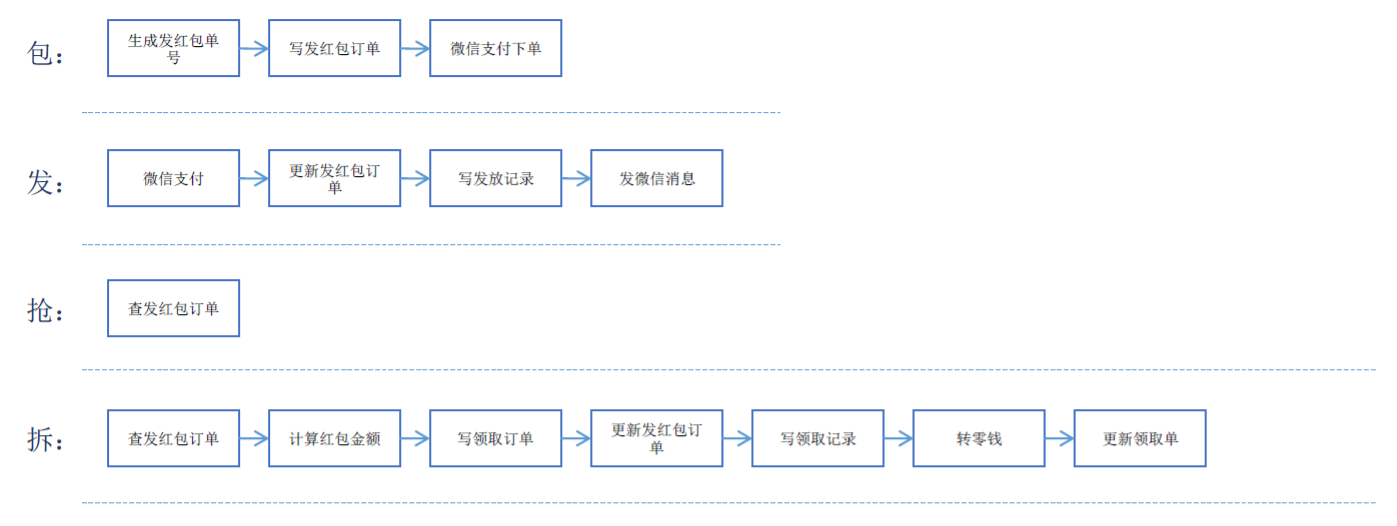 包：
生成发红包单
号
写发红包订单
微信支付下单
发：
微信支付
更新发红包订
单
写发放记录
发微信消息
抢：
查发红包订单
拆：
查发红包订单
计算红包金额
写领取订单
更新发红包订
单
写领取记录
转零钱
更新领取单